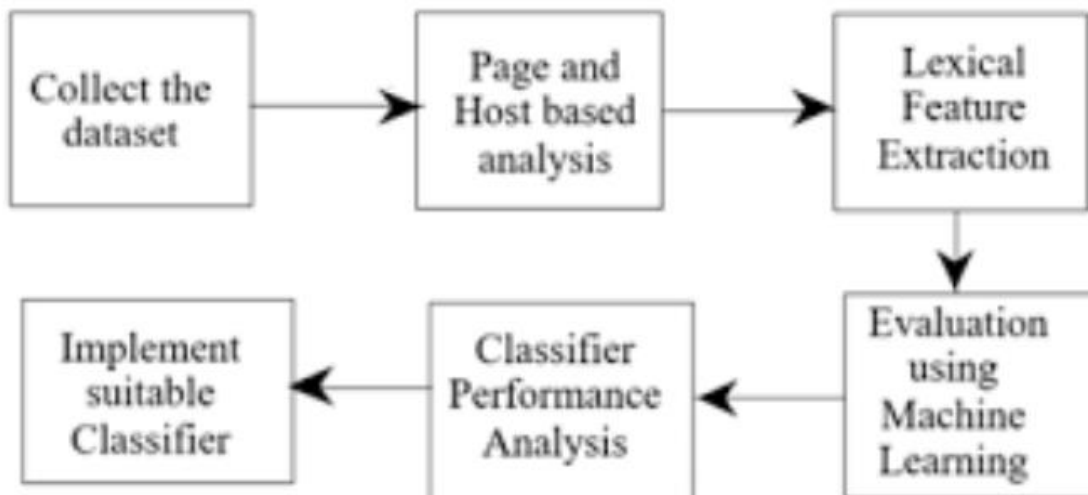 Collect the
dataset
Page and
Host based
analysis
Lexical
Feature
Extraction
Evaluation
using
Machine
Learning
Classifier
Performance
Analysis
Implement
suitable
Classifier